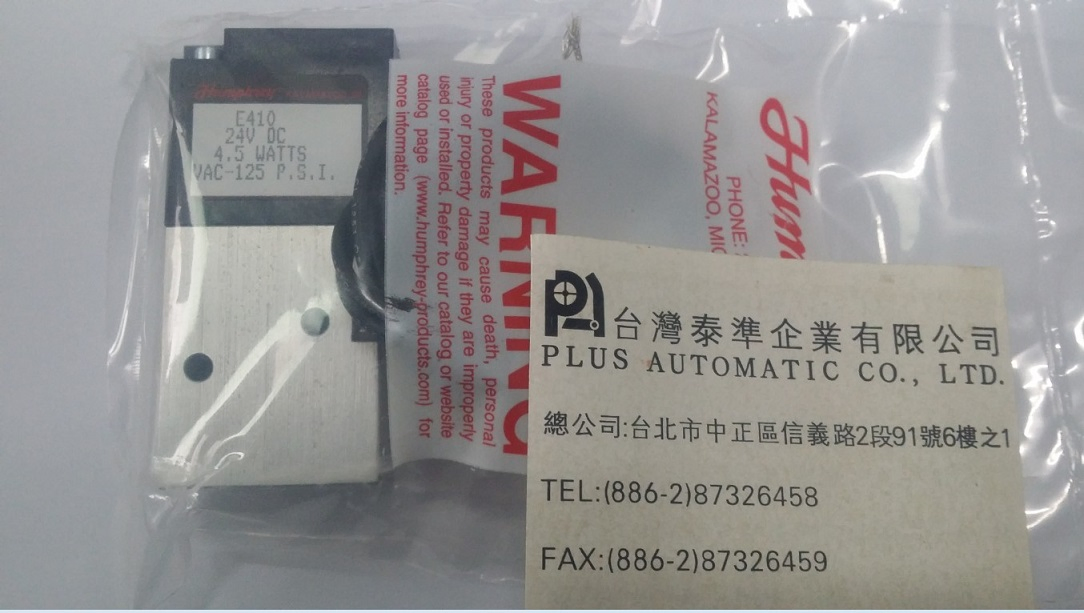 Humphrey
E410
24V DC
4.5 WATTS
VAC-125 P.S.I.
WARNING
These products may cause death, personal
injury or property damage if they are improperly
used or installed. Refer to our catalog or website
catalog page (www.humphrey-products.com) for
more information.
Hum
KALAMAZOO, MIC
PHONE:
台灣泰準企業有限公司
PLUS AUTOMATIC CO., LTD.
總公司:台北市中正區信義路2段91號6樓之1
TEL:(886-2)87326458
FAX:(886-2)87326459